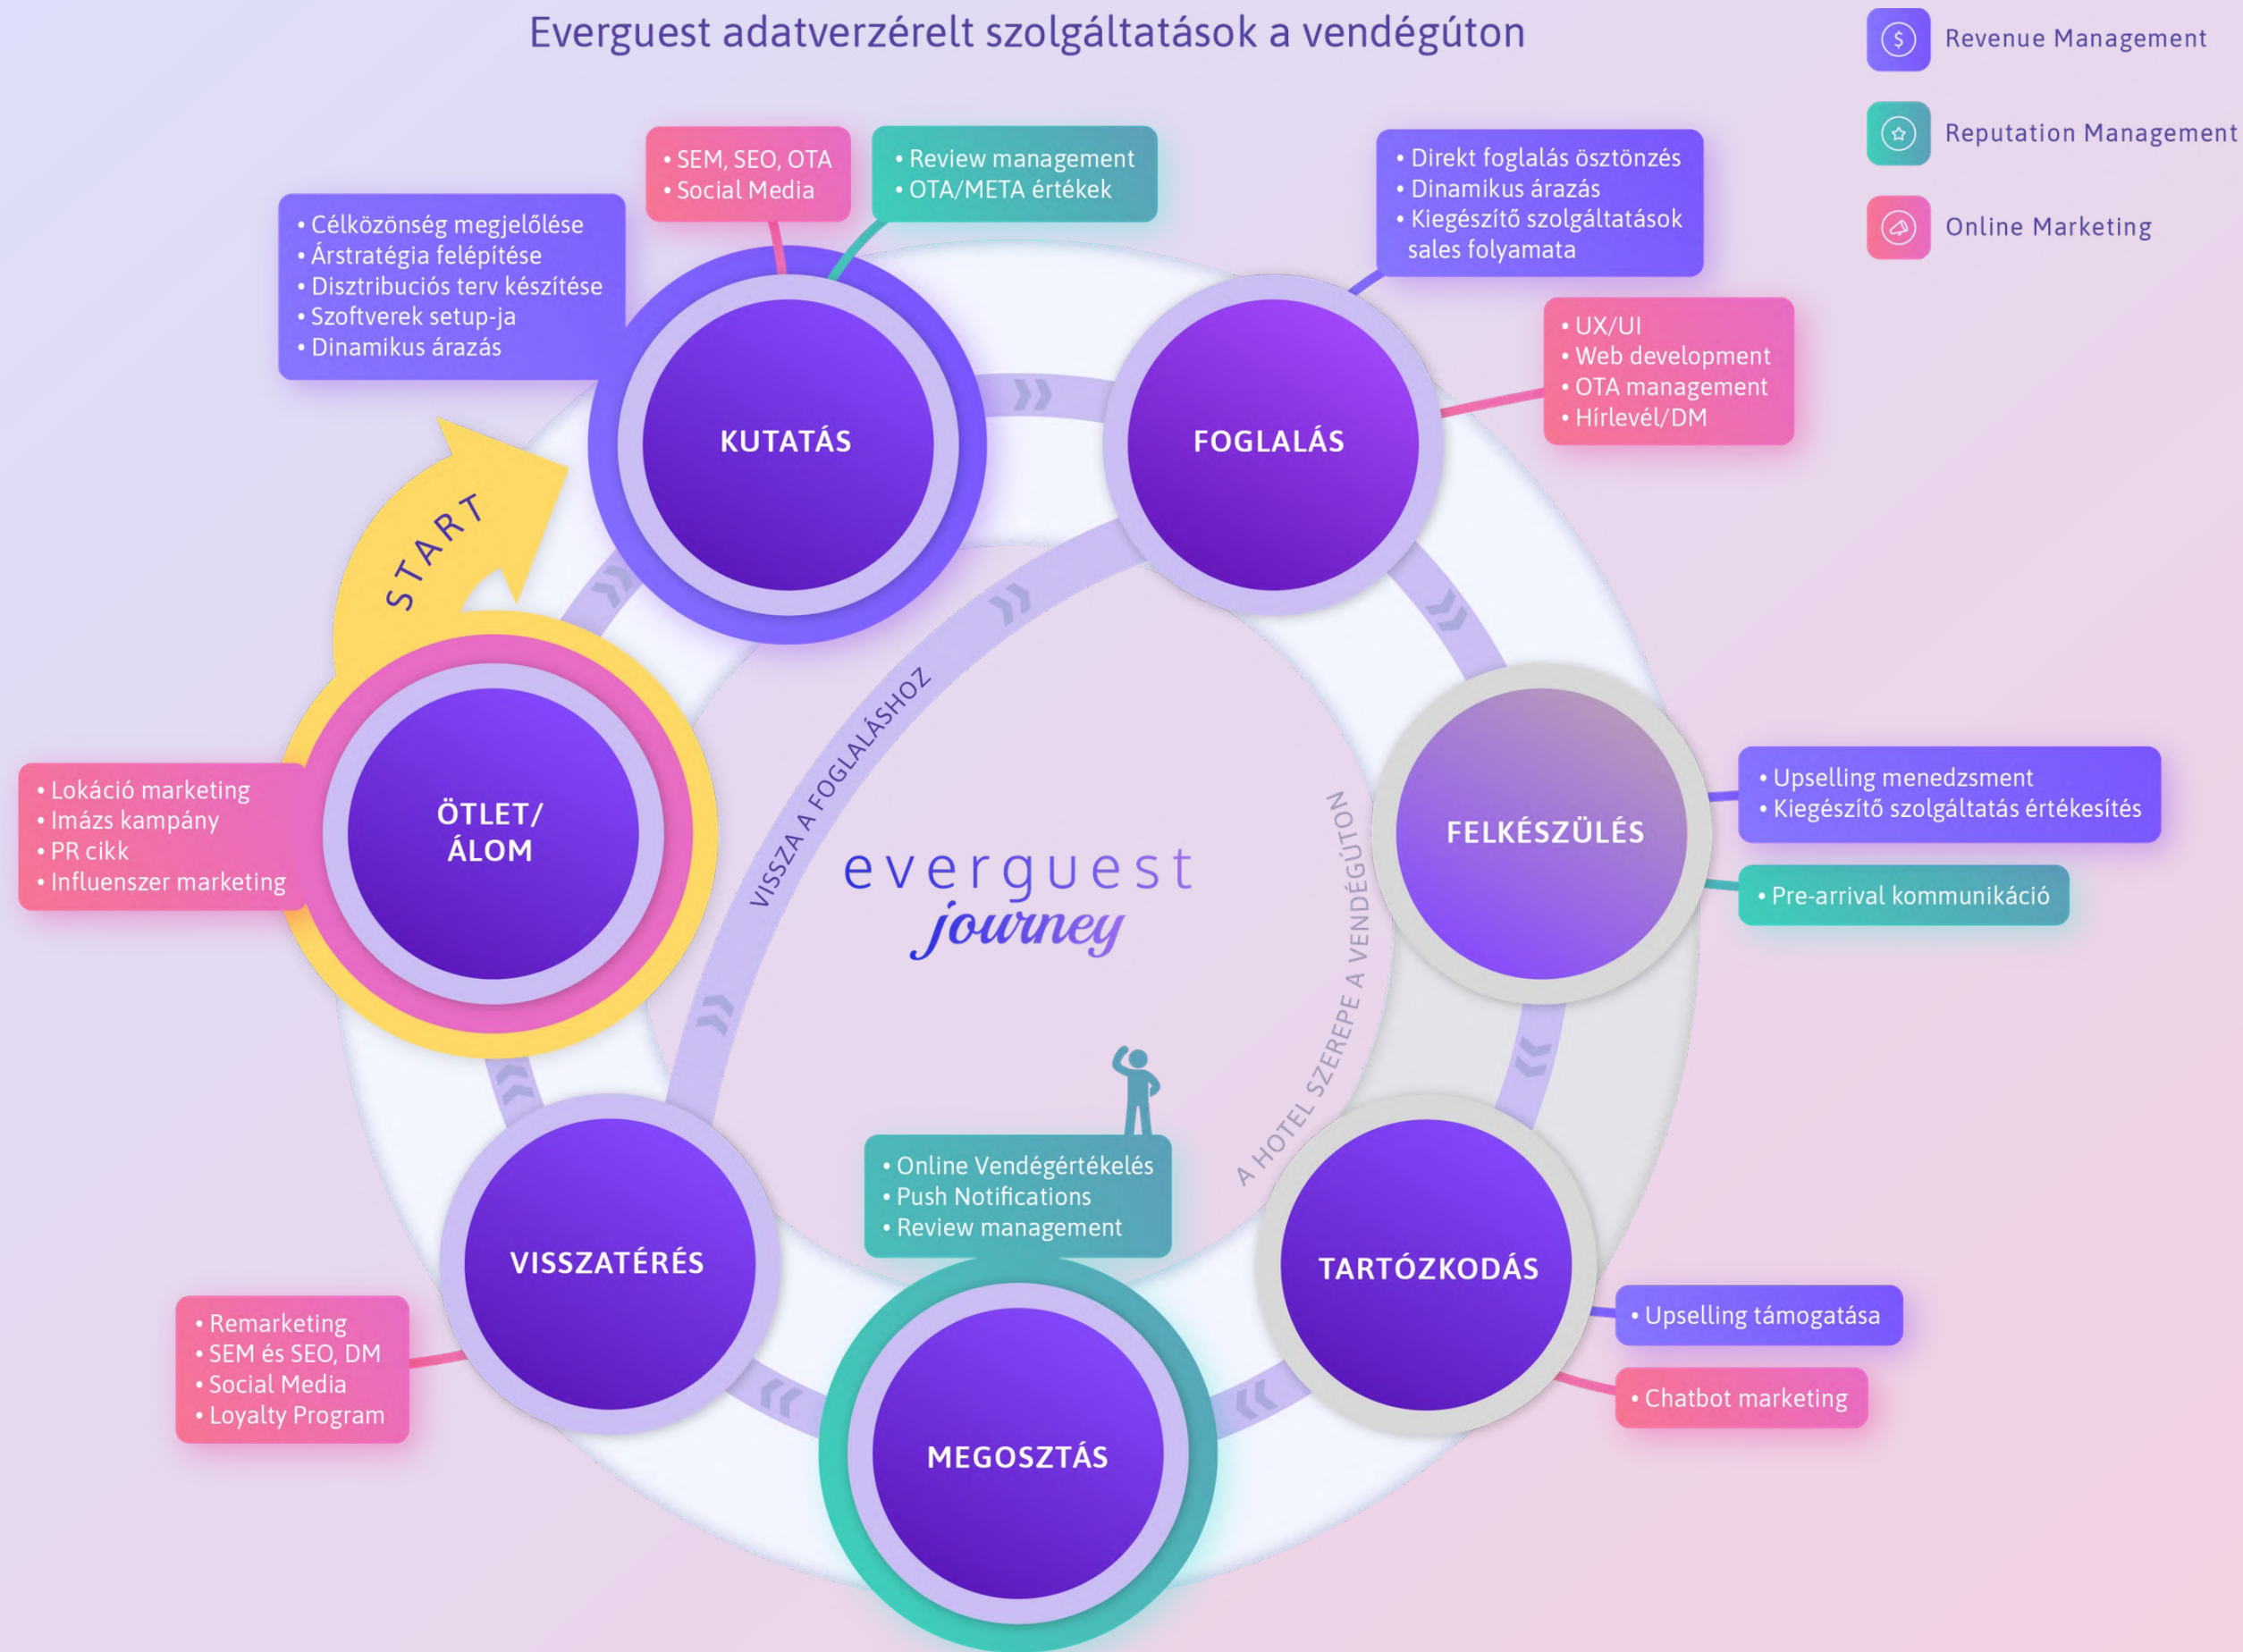 Everguest adatverzérelt szolgáltatások a vendégúton
$ Revenue Management
Reputation Management
Online Marketing
• SEM, SEO, OTA
• Social Media
• Review management
• OTA/META értékek
• Direkt foglalás ösztönzés
• Dinamikus árazás
• Kiegészítő szolgáltatások
sales folyamata
• Célközönség megjelőlése
• Árstratégia felépítése
• Disztribuciós terv készítése
• Szoftverek setup-ja
• Dinamikus árazás
• UX/UI
• Web development
• OTA management
• Hírlevél/DM
KUTATÁS
FOGLALÁS
START
VISSZA A FOGLALÁSHOZ
• Lokáció marketing
• Imázs kampány
• PR cikk
• Influenszer marketing
ÖTLET/
ÁLOM
everguest
journey
A HOTEL SZEREPE A VENDÉGÚTON
FELKÉSZÜLÉS
• Upselling menedzsment
• Kiegészítő szolgáltatás értékesítés
• Pre-arrival kommunikáció
• Online Vendégértékelés
• Push Notifications
• Review management
VISSZATÉRÉS
TARTÓZKODÁS
• Upselling támogatása
• Chatbot marketing
• Remarketing
• SEM és SEO, DM
• Social Media
• Loyalty Program
MEGOSZTÁS